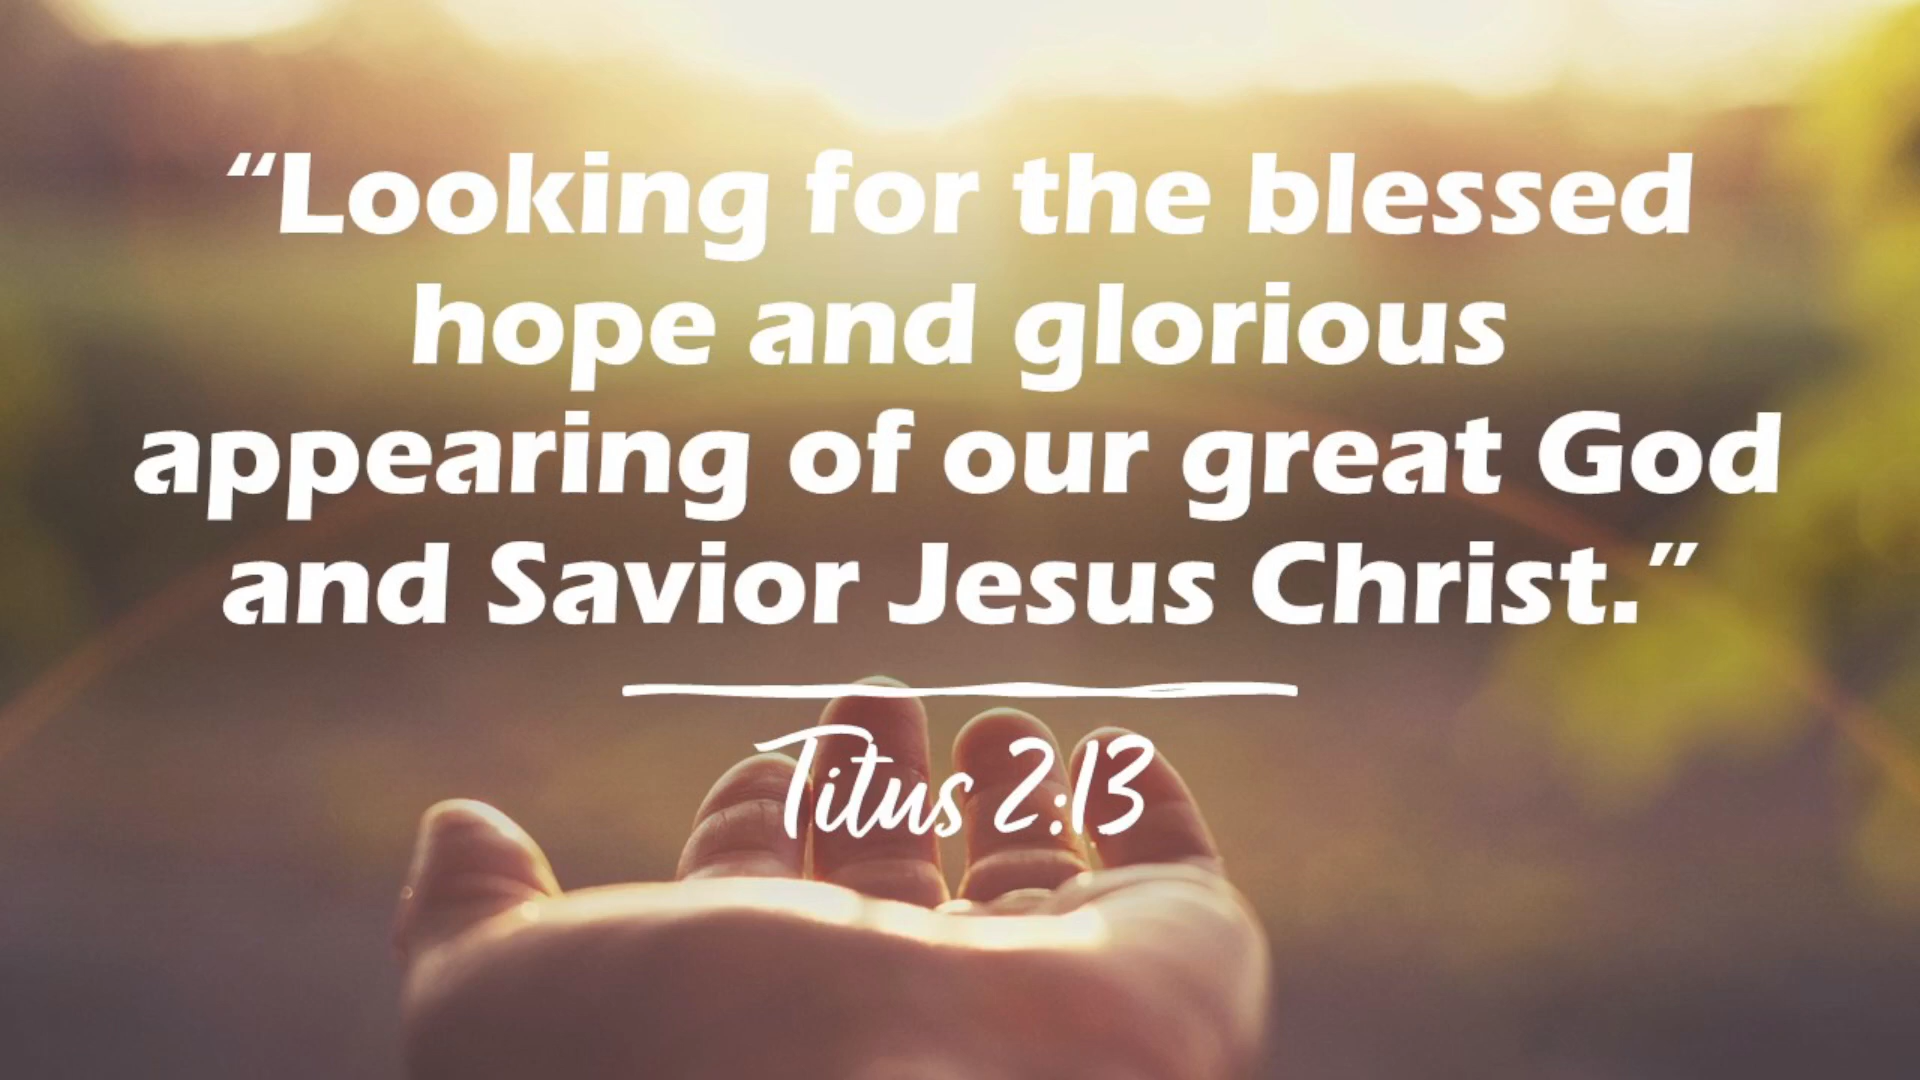 “Looking for the blessed
hope and glorious
appearing of our great God
and Savior Jesus Christ.”
Titus 2:13